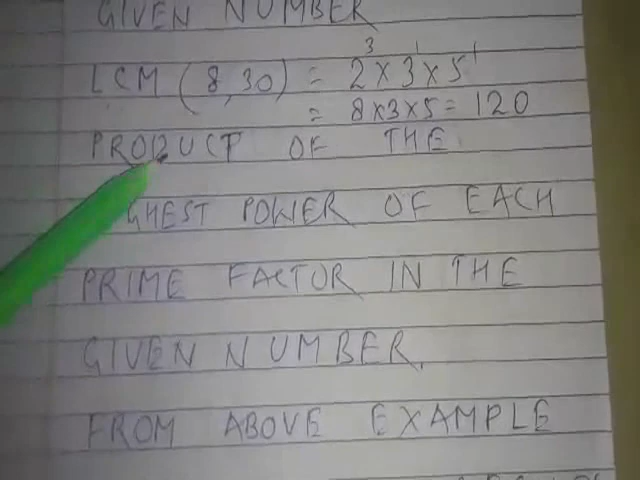 GIVEN NUMBER
LCM (8,30) = 2³ × 3¹ × 5¹
= 8×3×5 = 120
PRODUCT OF THE
GHEST POWER OF EACH
PRIME FACTOR IN THE
GIVEN NUMBER.
FROM ABOVE EXAMPLE